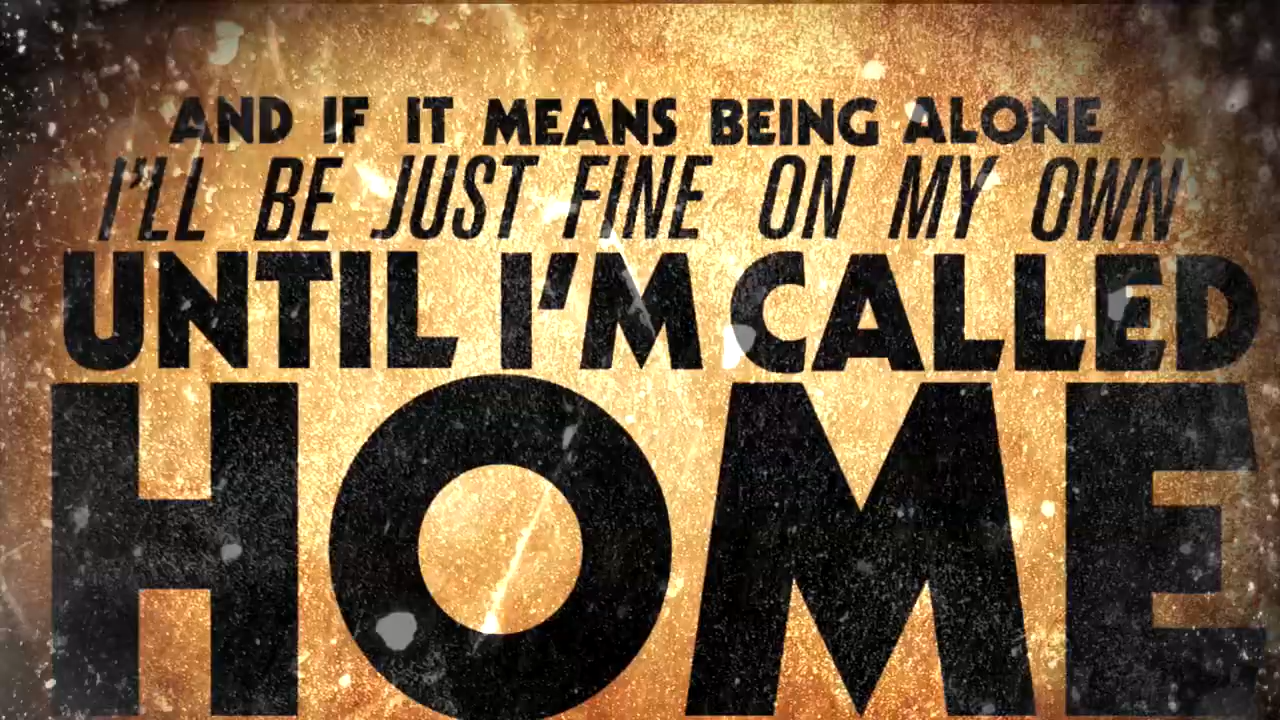 AND IF IT MEANS BEING ALONE
I'LL BE JUST FINE ON MY OWN
UNTIL I'M CALLED
HOME